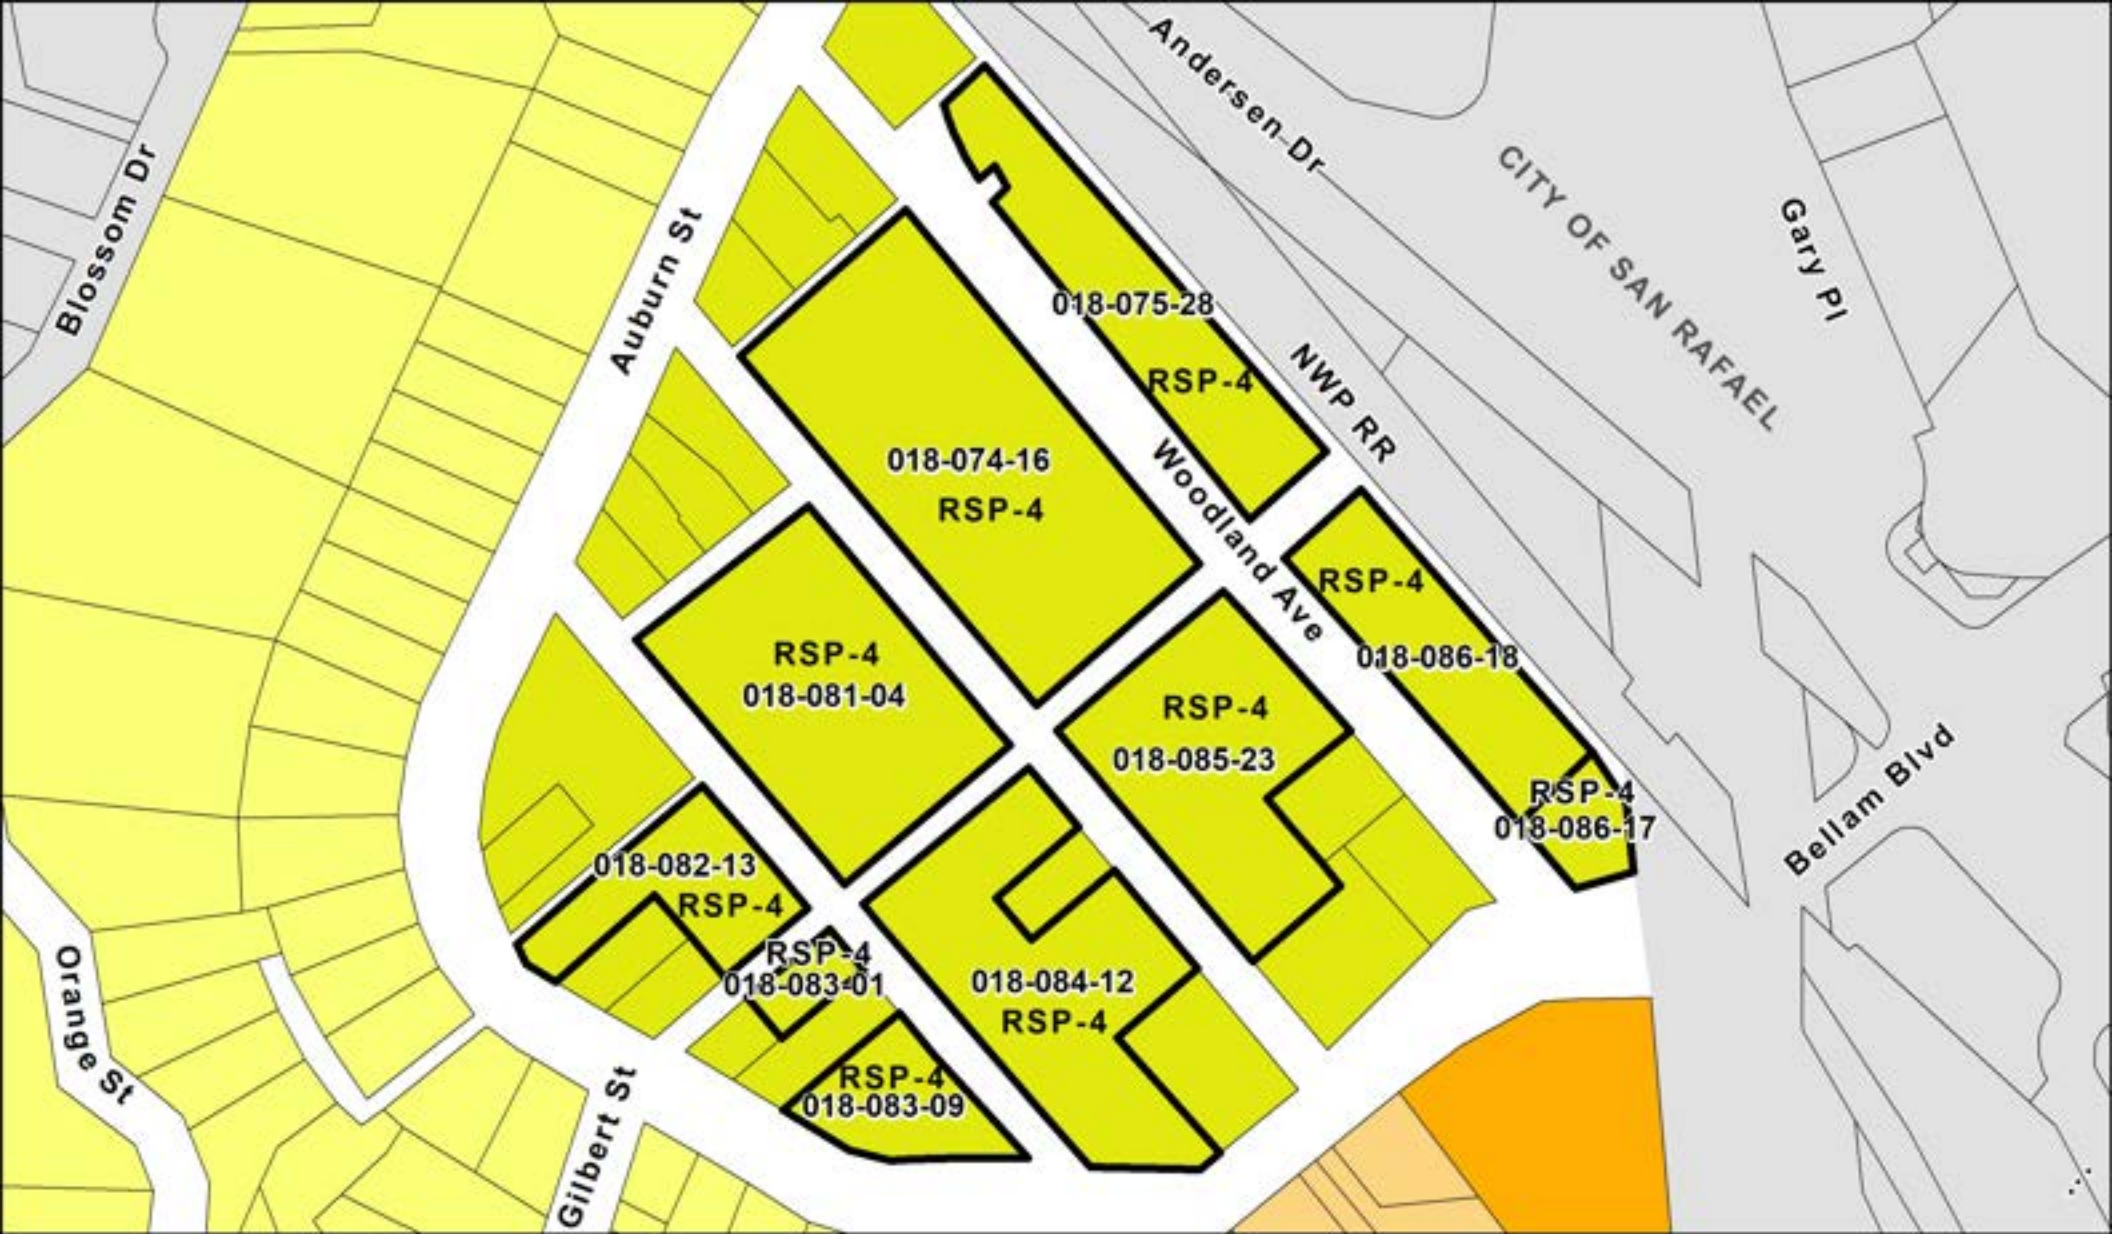 Andersen Dr
CITY OF SAN RAFAEL
Gary Pl
Blossom Dr
Auburn St
018-075-28
RSP-4
NWP RR
018-074-16
RSP-4
Woodland Ave
RSP-4
018-086-18
RSP-4
018-081-04
RSP-4
018-085-23
RSP-4
018-086-17
Bellam Blvd
018-082-13
RSP-4
RSP-4
018-083-01
018-084-12
RSP-4
Orange St
RSP-4
018-083-09
Gilbert St